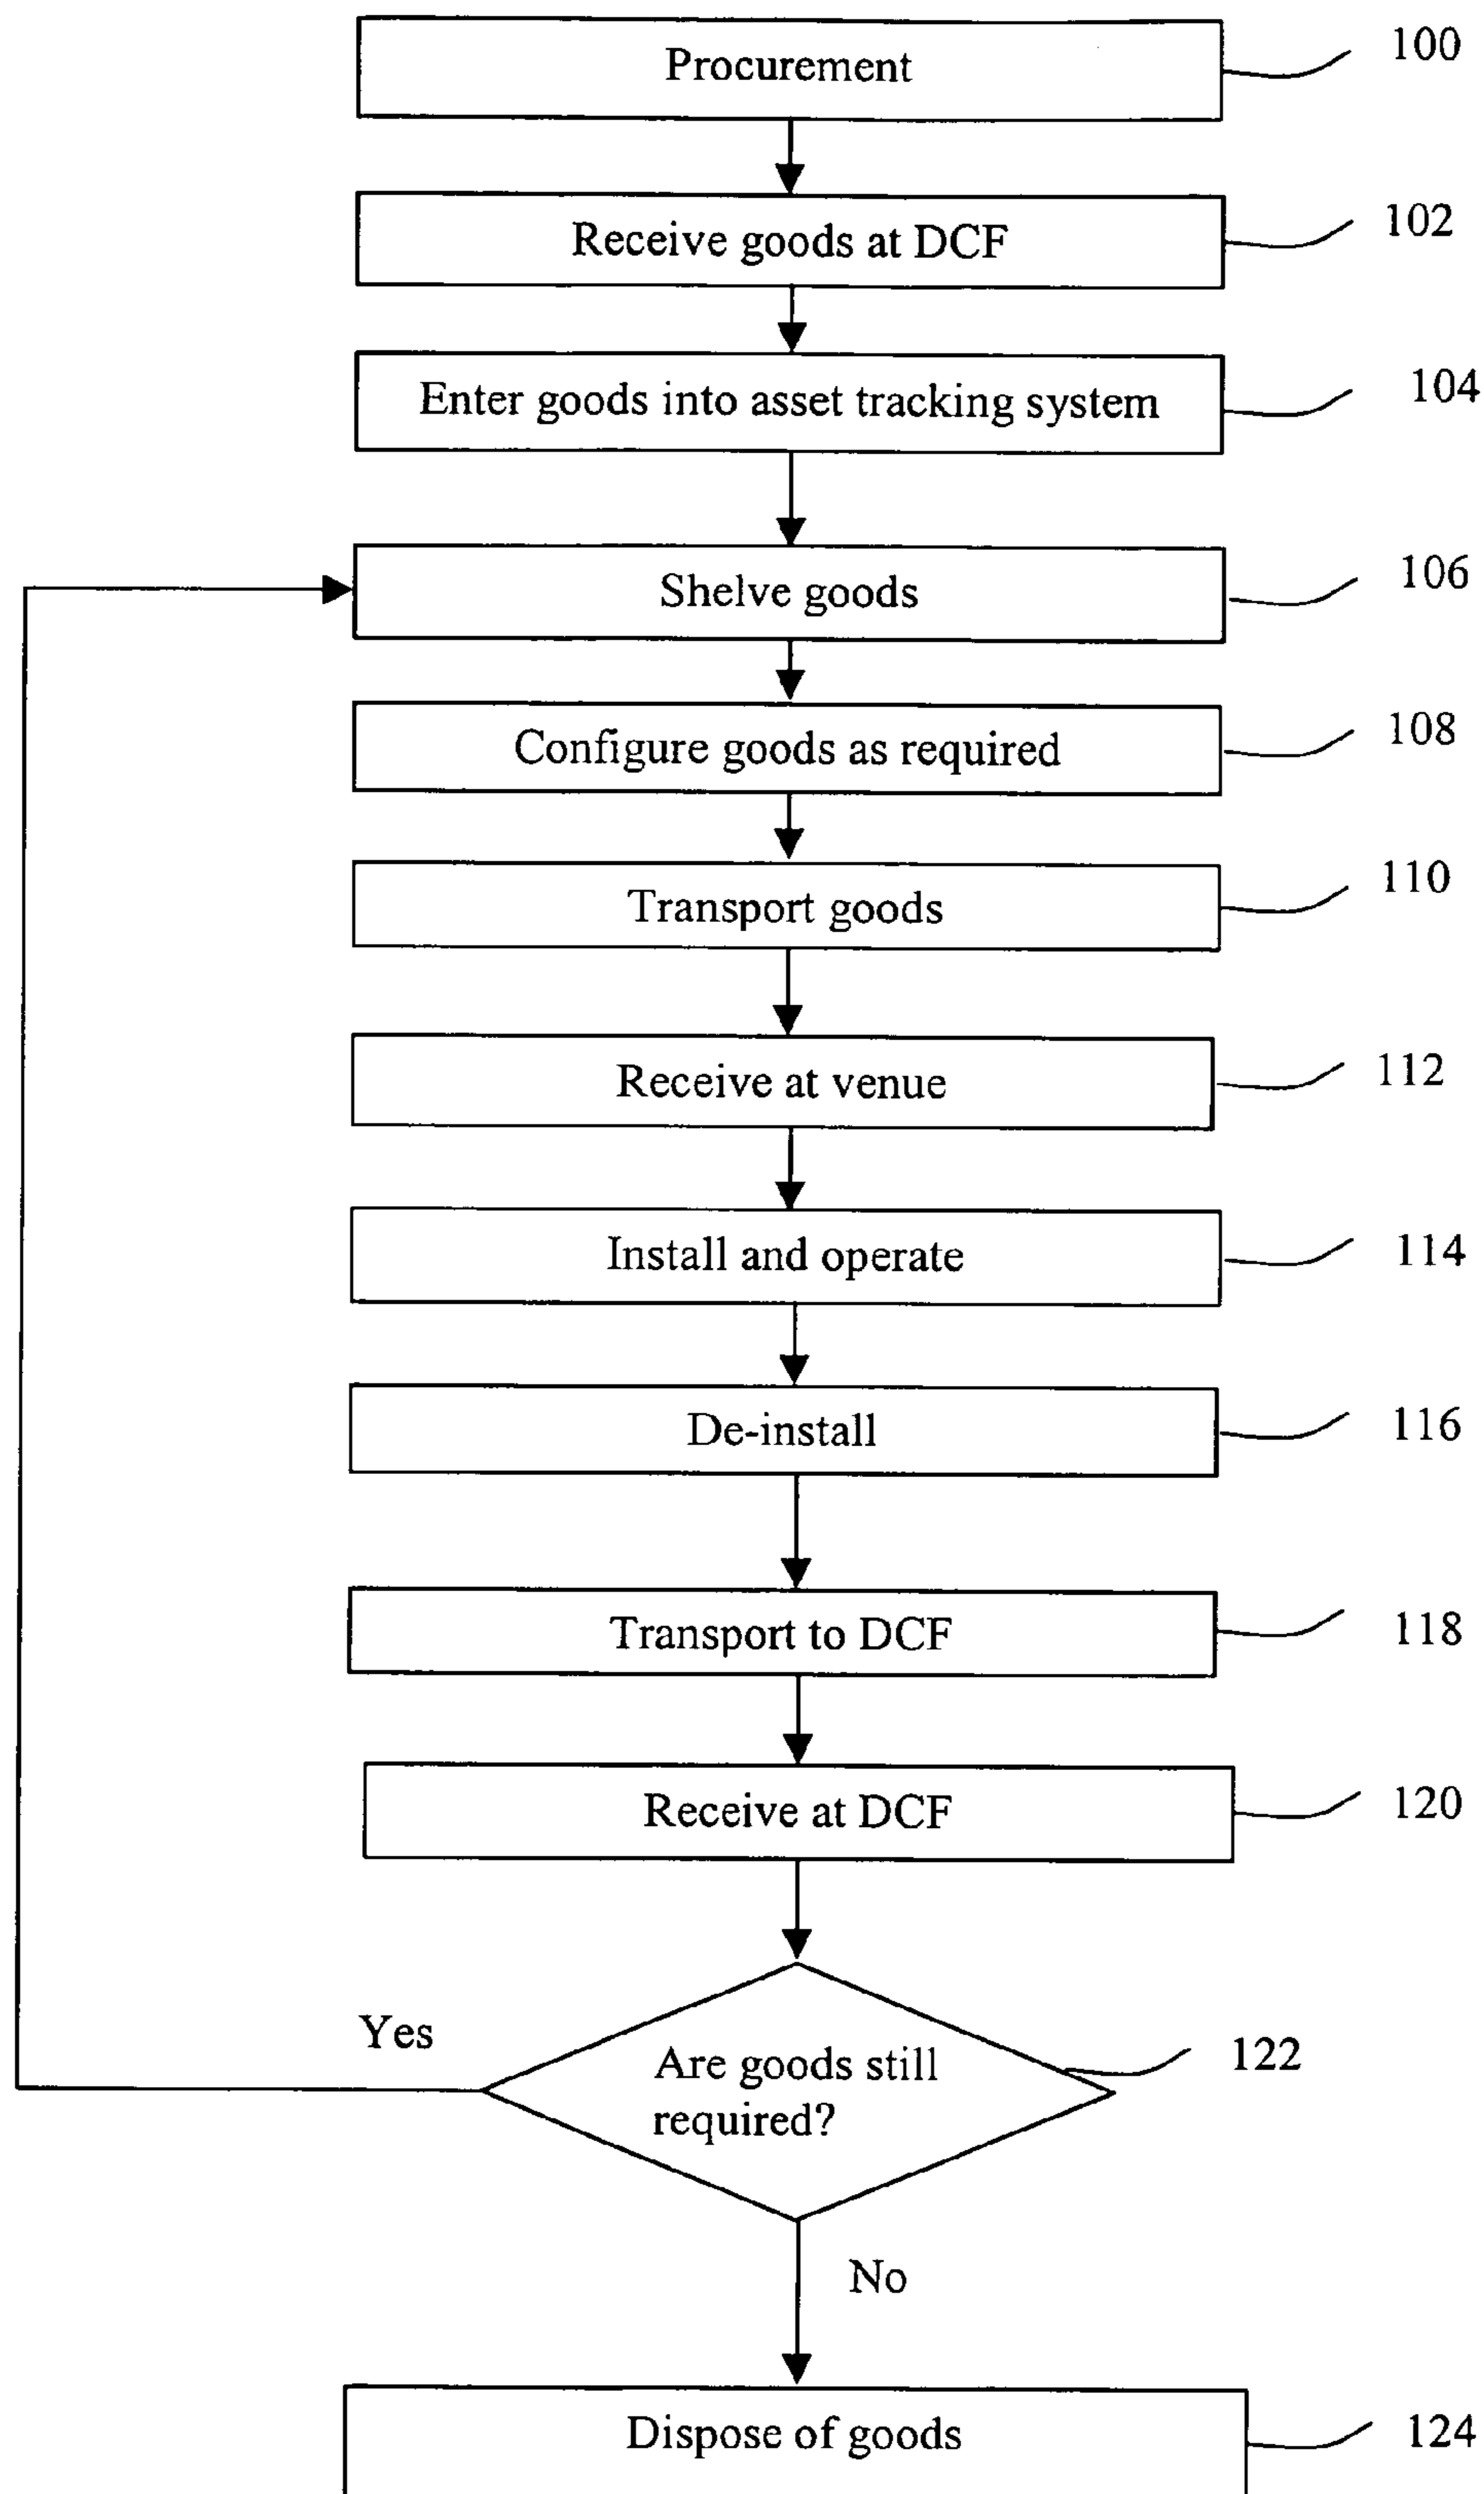 Procurement 100
Receive goods at DCF 102
Enter goods into asset tracking system 104
Shelve goods 106
Configure goods as required 108
Transport goods 110
Receive at venue 112
Install and operate 114
De-install 116
Transport to DCF 118
Receive at DCF 120
Yes
Are goods still 122
required?
No
Dispose of goods 124